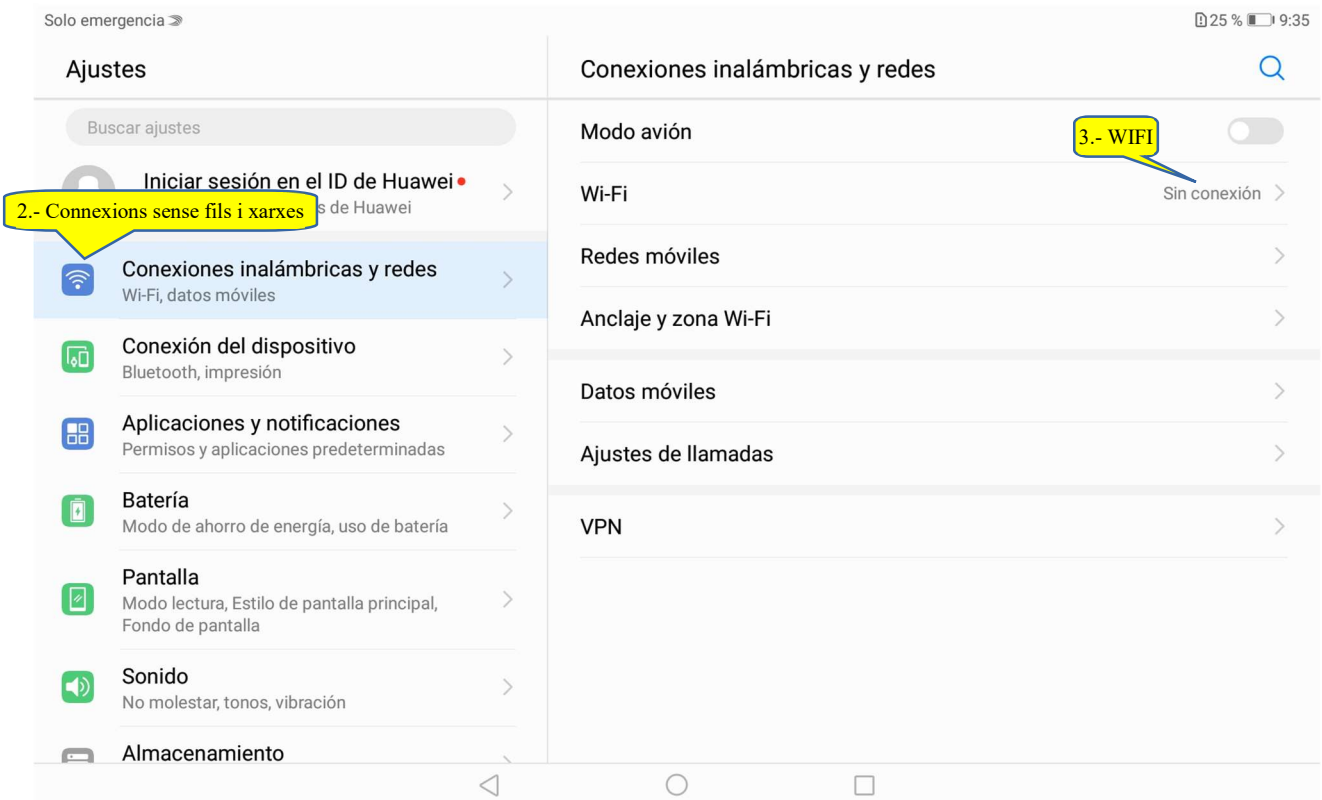 Solo emergencia
25 % 9:35
Ajustes
Buscar ajustes
Iniciar sesión en el ID de Huawei
s de Huawei
2.- Connexions sense fils i xarxes
Conexiones inalámbricas y redes
Wi-Fi, datos móviles
Conexión del dispositivo
Bluetooth, impresión
Aplicaciones y notificaciones
Permisos y aplicaciones predeterminadas
Batería
Modo de ahorro de energía, uso de batería
Pantalla
Modo lectura, Estilo de pantalla principal,
Fondo de pantalla
Sonido
No molestar, tonos, vibración
Almacenamiento
Conexiones inalámbricas y redes
Modo avión
3.- WIFI
Wi-Fi
Sin conexión
Redes móviles
Anclaje y zona Wi-Fi
Datos móviles
Ajustes de llamadas
VPN